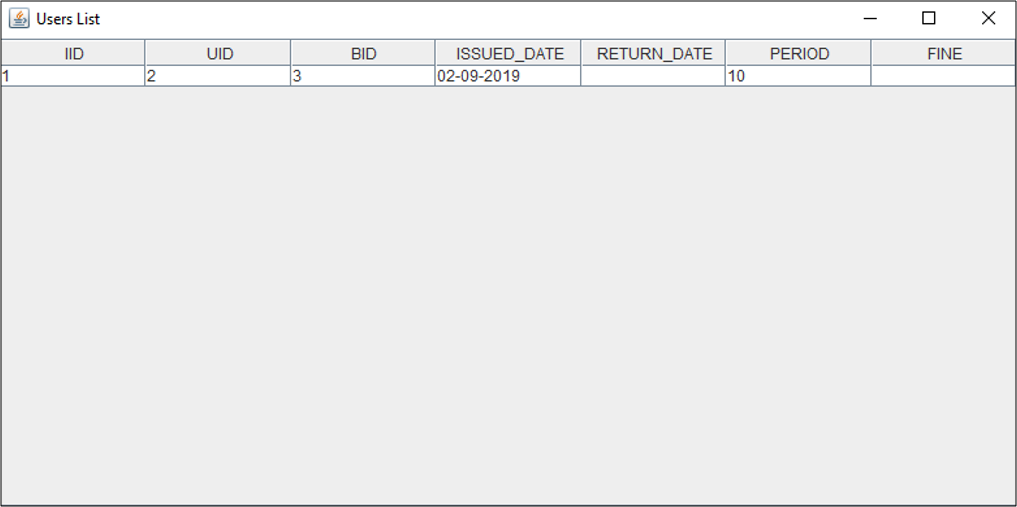 Users List
IID UID BID ISSUED_DATE RETURN_DATE PERIOD FINE
1 2 3 02-09-2019 10